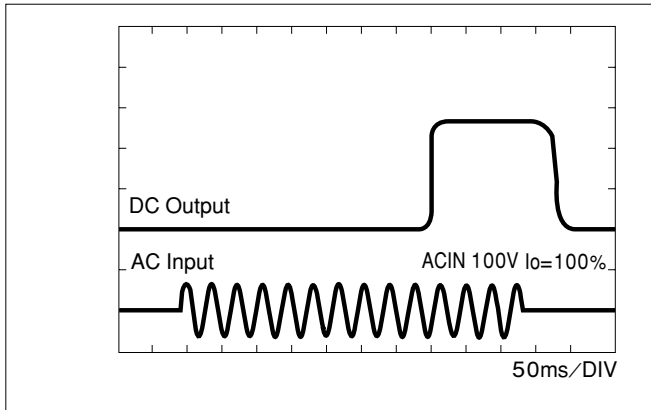 DC Output
AC Input
ACIN 100V Io=100%
50ms／DIV